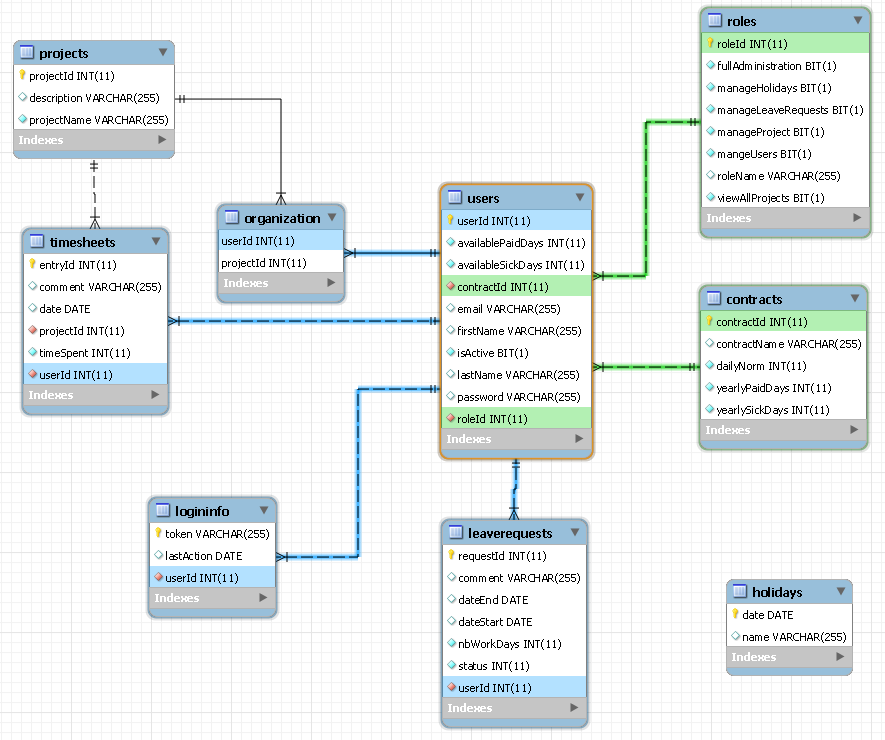 projects
projectId INT(11)
description VARCHAR(255)
projectName VARCHAR(255)
Indexes
organization
userId INT(11)
projectId INT(11)
Indexes
timesheets
entryId INT(11)
comment VARCHAR(255)
date DATE
projectId INT(11)
timeSpent INT(11)
userId INT(11)
Indexes
users
userId INT(11)
availablePaidDays INT(11)
availableSickDays INT(11)
contractId INT(11)
email VARCHAR(255)
firstName VARCHAR(255)
isActive BIT(1)
lastName VARCHAR(255)
password VARCHAR(255)
roleId INT(11)
Indexes
roles
roleId INT(11)
fullAdministration BIT(1)
manageHolidays BIT(1)
manageLeaveRequests BIT(1)
manageProject BIT(1)
mangeUsers BIT(1)
roleName VARCHAR(255)
viewAllProjects BIT(1)
Indexes
contracts
contractId INT(11)
contractName VARCHAR(255)
dailyNorm INT(11)
yearlyPaidDays INT(11)
yearlySickDays INT(11)
Indexes
logininfo
token VARCHAR(255)
lastAction DATE
userId INT(11)
Indexes
leaverequests
requestId INT(11)
comment VARCHAR(255)
dateEnd DATE
dateStart DATE
nbWorkDays INT(11)
status INT(11)
userId INT(11)
Indexes
holidays
date DATE
name VARCHAR(255)
Indexes